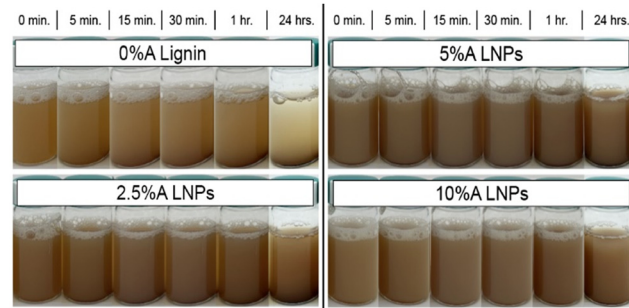 0 min. | 5 min. | 15 min. | 30 min. | 1 hr. | 24 hrs.
0%A Lignin
2.5%A LNPs
0 min. | 5 min. | 15 min. | 30 min. | 1 hr. | 24 hrs.
5%A LNPs
10%A LNPs